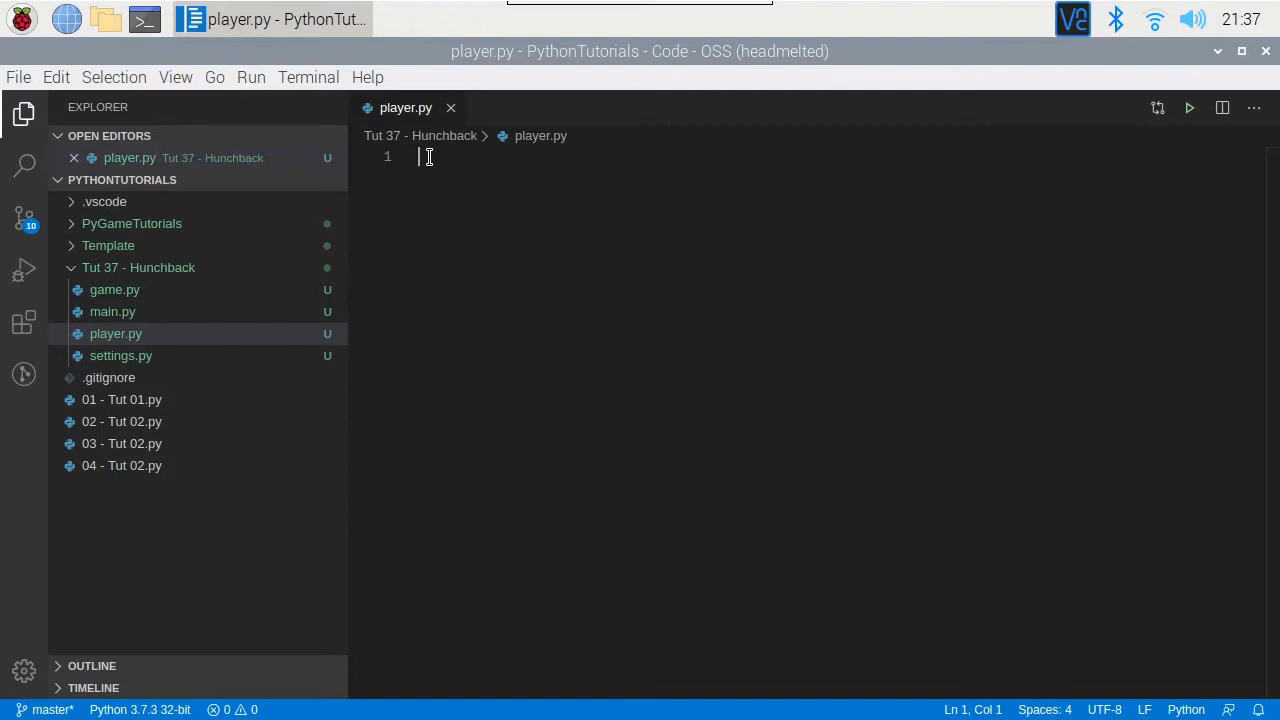 player.py - PythonTut...
21:37
player.py - PythonTutorials - Code - OSS (headmelted)
File Edit Selection View Go Run Terminal Help
EXPLORER
player.py
OPEN EDITORS
Tut 37 - Hunchback player.py
player.py Tut 37 - Hunchback U
1
PYTHONTUTORIALS
.vscode
10
PyGameTutorials
Template
Tut 37 - Hunchback
game.py U
main.py U
player.py U
settings.py U
.gitignore
01 - Tut 01.py
02 - Tut 02.py
03 - Tut 02.py
04 - Tut 02.py
OUTLINE
TIMELINE
master* Python 3.7.3 32-bit 0 0 Ln 1, Col 1 Spaces: 4 UTF-8 LF Python